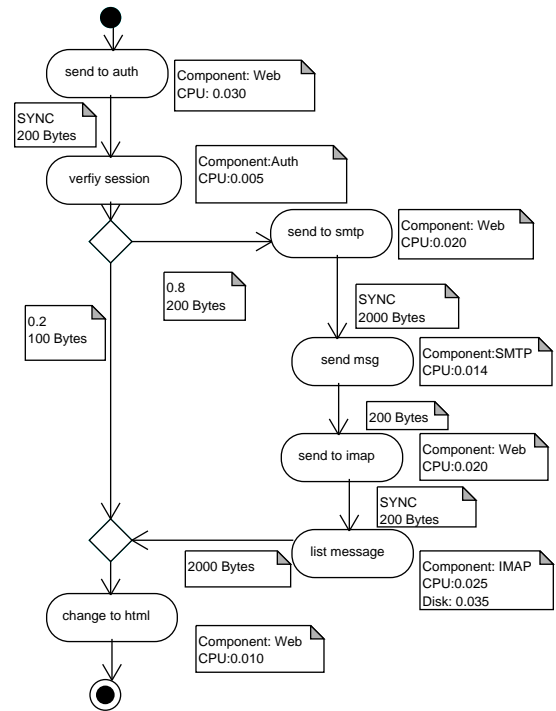 send to auth
Component: Web
CPU: 0.030
SYNC
200 Bytes
verfiy session
Component:Auth
CPU:0.005
send to smtp
Component: Web
CPU:0.020
0.8
200 Bytes
0.2
100 Bytes
SYNC
2000 Bytes
send msg
Component:SMTP
CPU:0.014
200 Bytes
send to imap
Component: Web
CPU:0.020
SYNC
200 Bytes
list message
2000 Bytes
Component: IMAP
CPU:0.025
Disk: 0.035
change to html
Component: Web
CPU:0.010